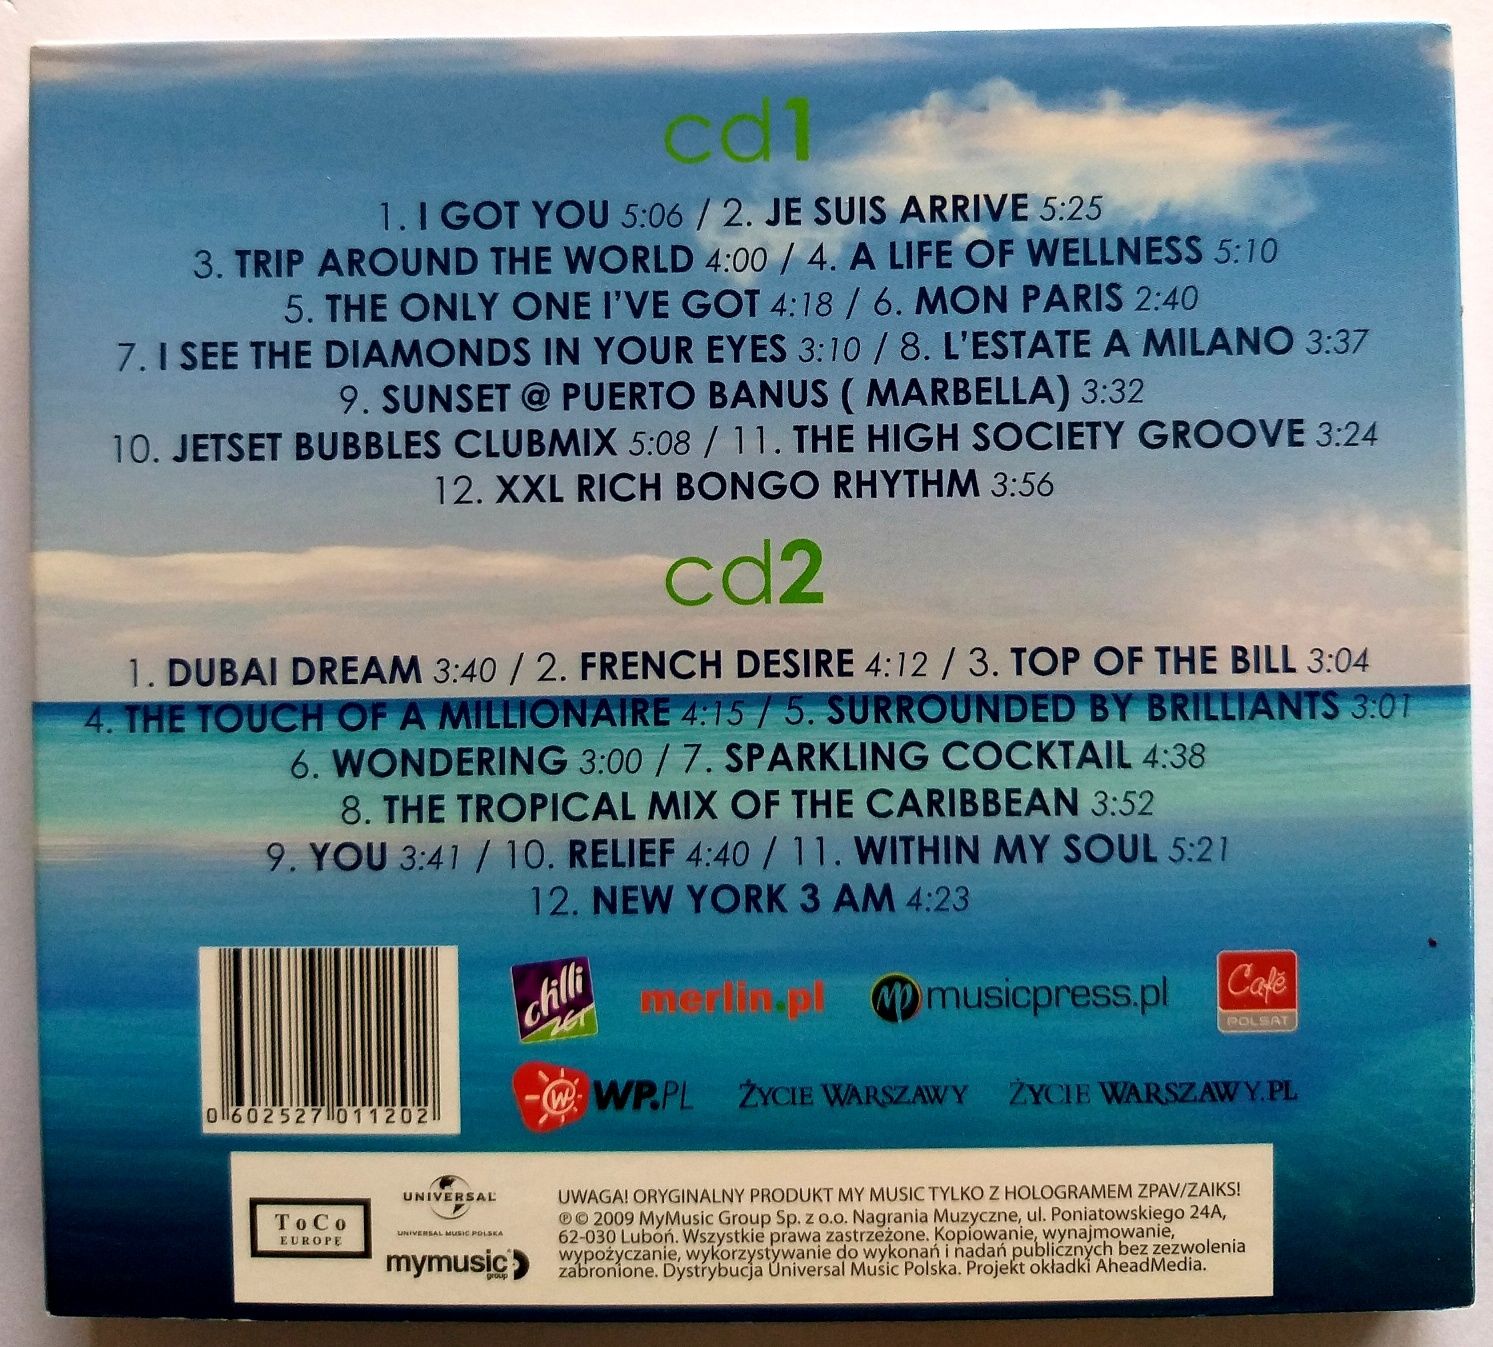 cd1
1. I GOT YOU 5:06 / 2. JE SUIS ARRIVE 5:25
3. TRIP AROUND THE WORLD 4:00 / 4. A LIFE OF WELLNESS 5:10
5. THE ONLY ONE I'VE GOT 4:18 / 6. MON PARIS 2:40
7. I SEE THE DIAMONDS IN YOUR EYES 3:10 / 8. L'ESTATE A MILANO 3:37
9. SUNSET @ PUERTO BANUS ( MARBELLA) 3:32
10. JETSET BUBBLES CLUBMIX 5:08 / 11. THE HIGH SOCIETY GROOVE 3:24
12. XXL RICH BONGO RHYTHM 3:56
cd2
1. DUBAI DREAM 3:40 / 2. FRENCH DESIRE 4:12 / 3. TOP OF THE BILL 3:04
4. THE TOUCH OF A MILLIONAIRE 4:15 / 5. SURROUNDED BY BRILLIANTS 3:01
6. WONDERING 3:00 / 7. SPARKLING COCKTAIL 4:38
8. THE TROPICAL MIX OF THE CARIBBEAN 3:52
9. YOU 3:41 / 10. RELIEF 4:40 / 11. WITHIN MY SOUL 5:21
12. NEW YORK 3 AM 4:23
0 602527 011202
chilli ZET
merlin.pl
mp musicpress.pl
Café POLSAT
W WP.PL
ŻYCIE WARSZAWY
ŻYCIE WARSZAWY.PL
ToCo
EUROPE
UNIVERSAL
UNIVERSAL MUSIC POLSKA
mymusic
group
UWAGA! ORYGINALNY PRODUKT MY MUSIC TYLKO Z HOLOGRAMEM ZPAV/ZAIKS!
℗© 2009 MyMusic Group Sp. z o.o. Nagrania Muzyczne, ul. Poniatowskiego 24A,
62-030 Luboń. Wszystkie prawa zastrzeżone. Kopiowanie, wynajmowanie,
wypożyczanie, wykorzystywanie do wykonań i nadań publicznych bez zezwolenia
zabronione. Dystrybucja Universal Music Polska. Projekt okładki AheadMedia.